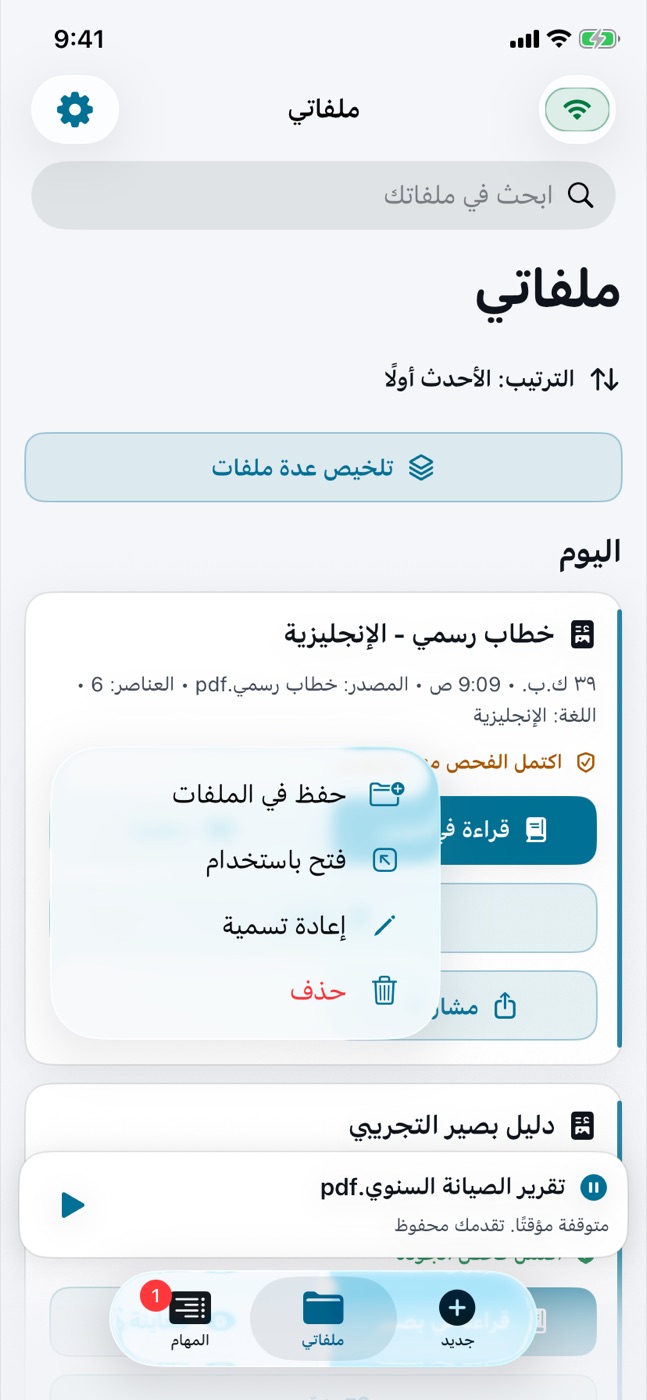 9:41
ملفاتي
ابحث في ملفاتك
ملفاتي
الترتيب: الأحدث أولًا
تلخيص عدة ملفات
اليوم
خطاب رسمي - الإنجليزية
٣٩ ك.ب. • 9:09 ص • المصدر: خطاب رسمي.pdf • العناصر: 6 •
اللغة: الإنجليزية
اكتمل الفحص
قراءة
حفظ في الملفات
فتح باستخدام
إعادة تسمية
حذف
دليل بصير التجريبي
تقرير الصيانة السنوي.pdf
متوقفة مؤقتًا. تقدمك محفوظ
جديد
ملفاتي
المهام
1